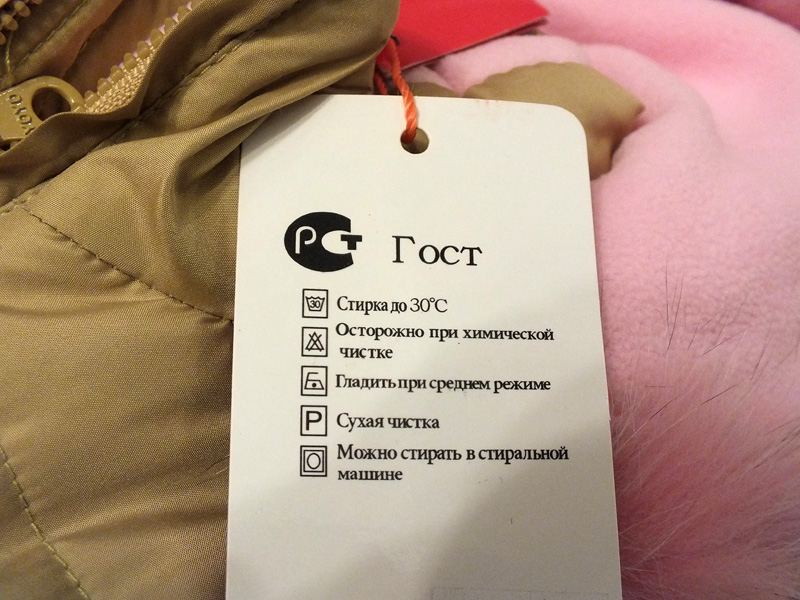 РСТ Гост
30 Стирка до 30°С
Осторожно при химической
чистке
Гладить при среднем режиме
P Сухая чистка
Можно стирать в стиральной
машине